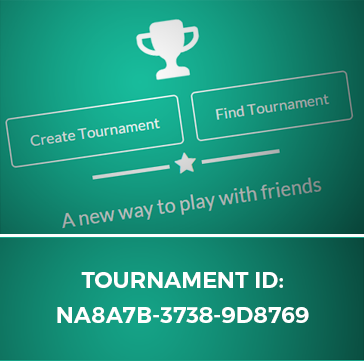 Create Tournament
Find Tournament
A new way to play with friends
TOURNAMENT ID:
NA8A7B-3738-9D8769